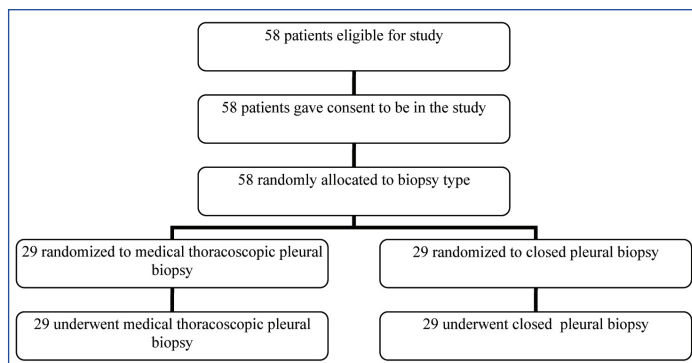 58 patients eligible for study
58 patients gave consent to be in the study
58 randomly allocated to biopsy type
29 randomized to medical thoracoscopic pleural
biopsy
29 randomized to closed pleural biopsy
29 underwent medical thoracoscopic pleural
biopsy
29 underwent closed pleural biopsy